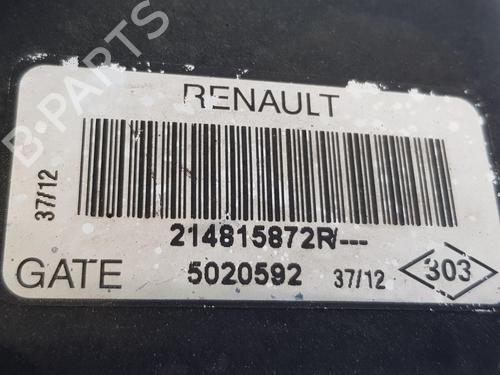 B-PARTS
RENAULT
37/12
214815872R/---
GATE 5020592 37/12 303